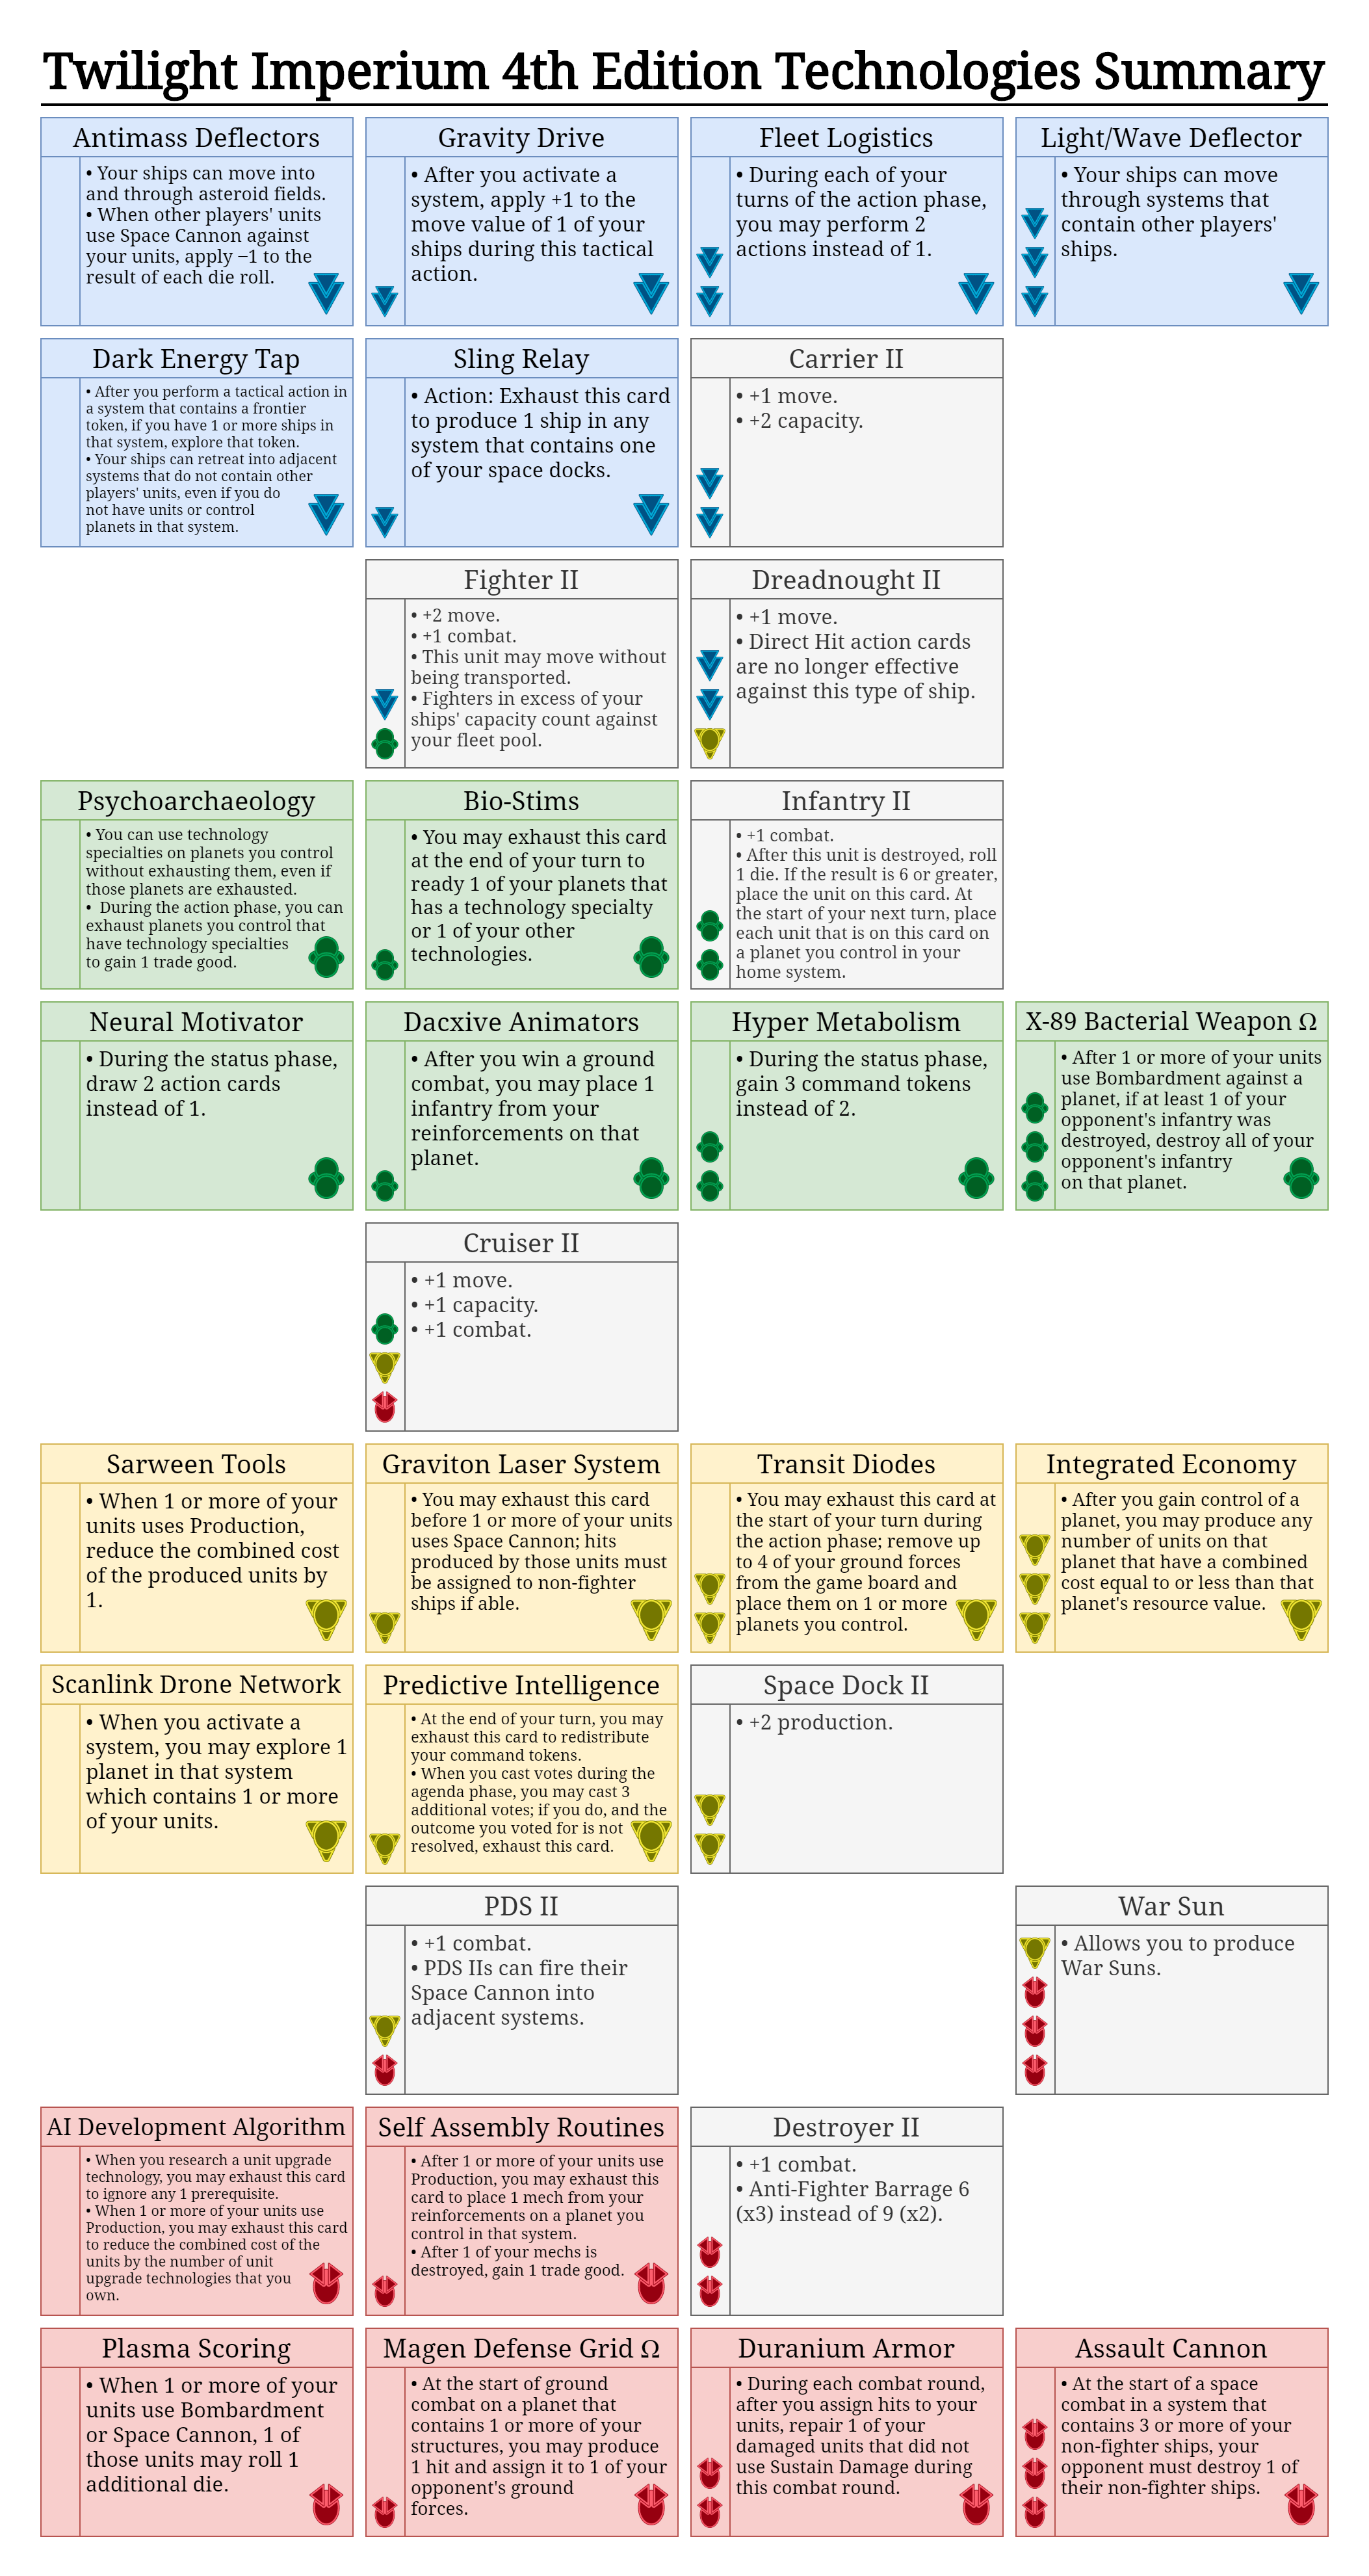 Twilight Imperium 4th Edition Technologies Summary
Antimass Deflectors
• Your ships can move into
and through asteroid fields.
• When other players' units
use Space Cannon against
your units, apply −1 to the
result of each die roll.
Gravity Drive
• After you activate a
system, apply +1 to the
move value of 1 of your
ships during this tactical
action.
Fleet Logistics
• During each of your
turns of the action phase,
you may perform 2
actions instead of 1.
Light/Wave Deflector
• Your ships can move
through systems that
contain other players'
ships.
Dark Energy Tap
• After you perform a tactical action in
a system that contains a frontier
token, if you have 1 or more ships in
that system, explore that token.
• Your ships can retreat into adjacent
systems that do not contain other
players' units, even if you do
not have units or control
planets in that system.
Sling Relay
• Action: Exhaust this card
to produce 1 ship in any
system that contains one
of your space docks.
Carrier II
• +1 move.
• +2 capacity.
Fighter II
• +2 move.
• +1 combat.
• This unit may move without
being transported.
• Fighters in excess of your
ships' capacity count against
your fleet pool.
Dreadnought II
• +1 move.
• Direct Hit action cards
are no longer effective
against this type of ship.
Psychoarchaeology
• You can use technology
specialties on planets you control
without exhausting them, even if
those planets are exhausted.
•  During the action phase, you can
exhaust planets you control that
have technology specialties
to gain 1 trade good.
Bio-Stims
• You may exhaust this card
at the end of your turn to
ready 1 of your planets that
has a technology specialty
or 1 of your other
technologies.
Infantry II
• +1 combat.
• After this unit is destroyed, roll
1 die. If the result is 6 or greater,
place the unit on this card. At
the start of your next turn, place
each unit that is on this card on
a planet you control in your
home system.
Neural Motivator
• During the status phase,
draw 2 action cards
instead of 1.
Dacxive Animators
• After you win a ground
combat, you may place 1
infantry from your
reinforcements on that
planet.
Hyper Metabolism
• During the status phase,
gain 3 command tokens
instead of 2.
X-89 Bacterial Weapon Ω
• After 1 or more of your units
use Bombardment against a
planet, if at least 1 of your
opponent's infantry was
destroyed, destroy all of your
opponent's infantry
on that planet.
Cruiser II
• +1 move.
• +1 capacity.
• +1 combat.
Sarween Tools
• When 1 or more of your
units uses Production,
reduce the combined cost
of the produced units by
1.
Graviton Laser System
• You may exhaust this card
before 1 or more of your units
uses Space Cannon; hits
produced by those units must
be assigned to non-fighter
ships if able.
Transit Diodes
• You may exhaust this card at
the start of your turn during
the action phase; remove up
to 4 of your ground forces
from the game board and
place them on 1 or more
planets you control.
Integrated Economy
• After you gain control of a
planet, you may produce any
number of units on that
planet that have a combined
cost equal to or less than that
planet's resource value.
Scanlink Drone Network
• When you activate a
system, you may explore 1
planet in that system
which contains 1 or more
of your units.
Predictive Intelligence
• At the end of your turn, you may
exhaust this card to redistribute
your command tokens.
• When you cast votes during the
agenda phase, you may cast 3
additional votes; if you do, and the
outcome you voted for is not
resolved, exhaust this card.
Space Dock II
• +2 production.
PDS II
• +1 combat.
• PDS IIs can fire their
Space Cannon into
adjacent systems.
War Sun
• Allows you to produce
War Suns.
AI Development Algorithm
• When you research a unit upgrade
technology, you may exhaust this card
to ignore any 1 prerequisite.
• When 1 or more of your units use
Production, you may exhaust this card
to reduce the combined cost of the
units by the number of unit
upgrade technologies that you
own.
Self Assembly Routines
• After 1 or more of your units use
Production, you may exhaust this
card to place 1 mech from your
reinforcements on a planet you
control in that system.
• After 1 of your mechs is
destroyed, gain 1 trade good.
Destroyer II
• +1 combat.
• Anti-Fighter Barrage 6
(x3) instead of 9 (x2).
Plasma Scoring
• When 1 or more of your
units use Bombardment
or Space Cannon, 1 of
those units may roll 1
additional die.
Magen Defense Grid Ω
• At the start of ground
combat on a planet that
contains 1 or more of your
structures, you may produce
1 hit and assign it to 1 of your
opponent's ground
forces.
Duranium Armor
• During each combat round,
after you assign hits to your
units, repair 1 of your
damaged units that did not
use Sustain Damage during
this combat round.
Assault Cannon
• At the start of a space
combat in a system that
contains 3 or more of your
non-fighter ships, your
opponent must destroy 1 of
their non-fighter ships.